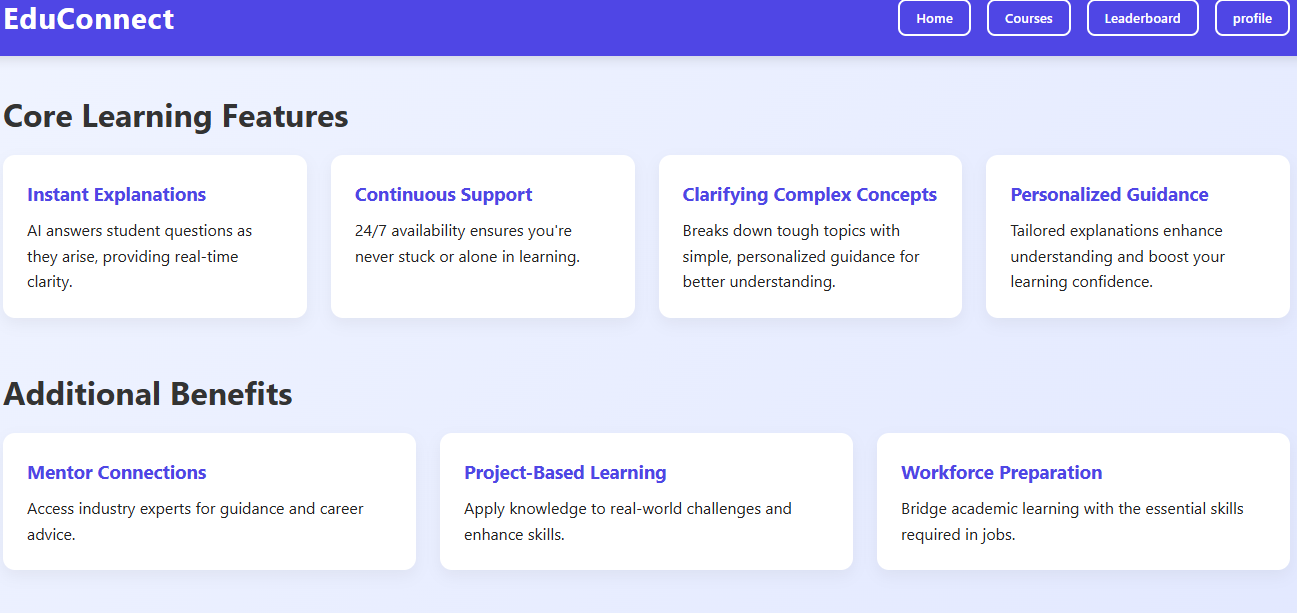 EduConnect
Home
Courses
Leaderboard
profile
Core Learning Features
Instant Explanations
AI answers student questions as
they arise, providing real-time
clarity.
Continuous Support
24/7 availability ensures you're
never stuck or alone in learning.
Clarifying Complex Concepts
Breaks down tough topics with
simple, personalized guidance for
better understanding.
Personalized Guidance
Tailored explanations enhance
understanding and boost your
learning confidence.
Additional Benefits
Mentor Connections
Access industry experts for guidance and career
advice.
Project-Based Learning
Apply knowledge to real-world challenges and
enhance skills.
Workforce Preparation
Bridge academic learning with the essential skills
required in jobs.